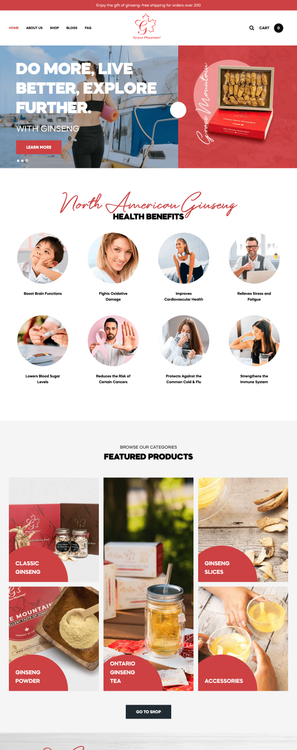 Enjoy the gift of ginseng- free shipping for orders over 200
HOME
ABOUT US
SHOP
BLOGS
FAQ
G
Grand Mountain
CART
0
DO MORE, LIVE
BETTER, EXPLORE
FURTHER.
WITH GINSENG
LEARN MORE
Grand Mountain
North American Ginseng
HEALTH BENEFITS
Boost Brain Functions
Fights Oxidative
Damage
Improves
Cardiovascular Health
Relieves Stress and
Fatigue
Lowers Blood Sugar
Levels
Reduces the Risk of
Certain Cancers
Protects Against the
Common Cold & Flu
Strengthens the
Immune System
BROWSE OUR CATEGORIES
FEATURED PRODUCTS
CLASSIC
GINSENG
GINSENG
SLICES
GINSENG
POWDER
ONTARIO
GINSENG
TEA
ACCESSORIES
GO TO SHOP